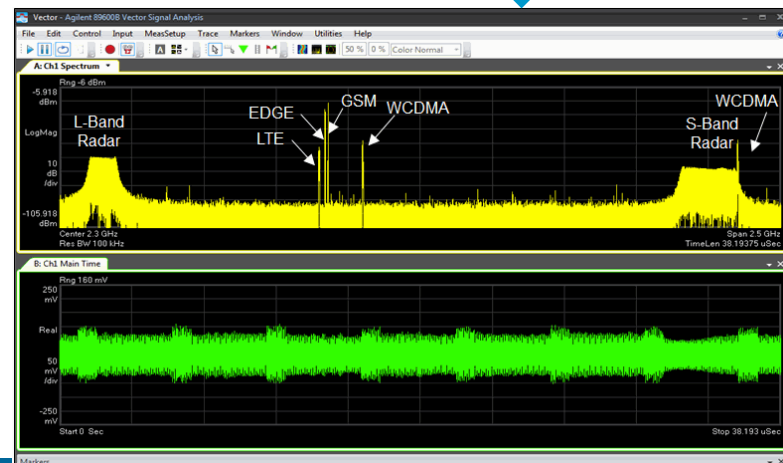 Vector - Agilent 89600B Vector Signal Analysis
File Edit Control Input MeasSetup Trace Markers Window Utilities Help
50 % 0 % Color Normal
A: Ch1 Spectrum
Rng -6 dBm
-5.918
dBm
LogMag
10
dB
/div
-105.918
dBm
L-Band
Radar
EDGE
GSM
WCDMA
LTE
S-Band
Radar
WCDMA
Center 2.3 GHz
Span 2.5 GHz
Res BW 100 kHz
TimeLen 38.19375 uSec
B: Ch1 Main Time
Rng 160 mV
250
mV
Real
50
mV
/div
-250
mV
Start 0 Sec
Stop 38.193 uSec
Markers